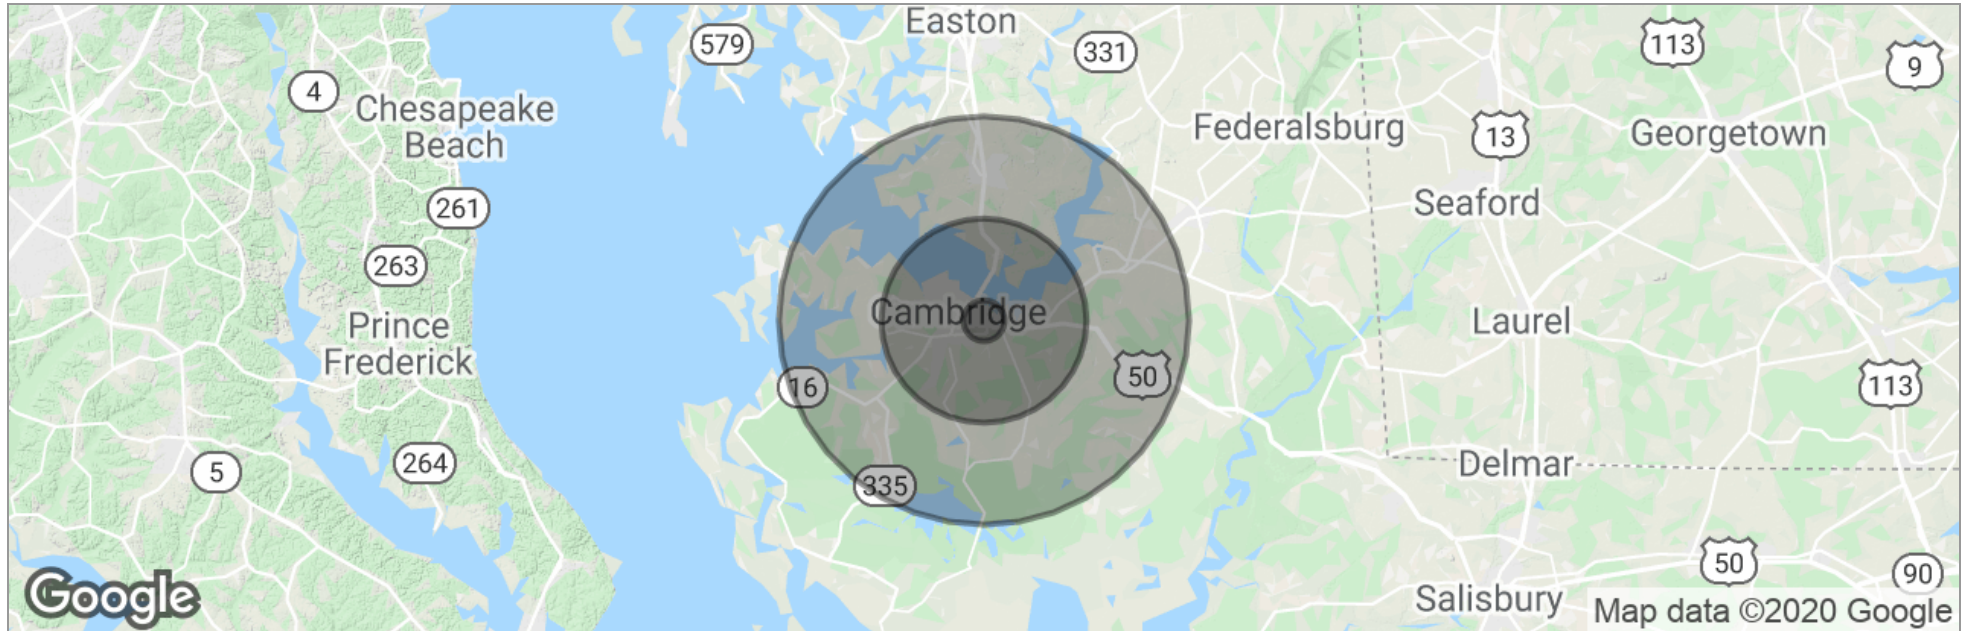 Easton
579
331
113
9
4
Chesapeake
Beach
Federalsburg
13
Georgetown
261
Seaford
263
Cambridge
Prince
Frederick
Laurel
16
50
113
264
5
335
Delmar
50
90
Salisbury
Google
Map data ©2020 Google